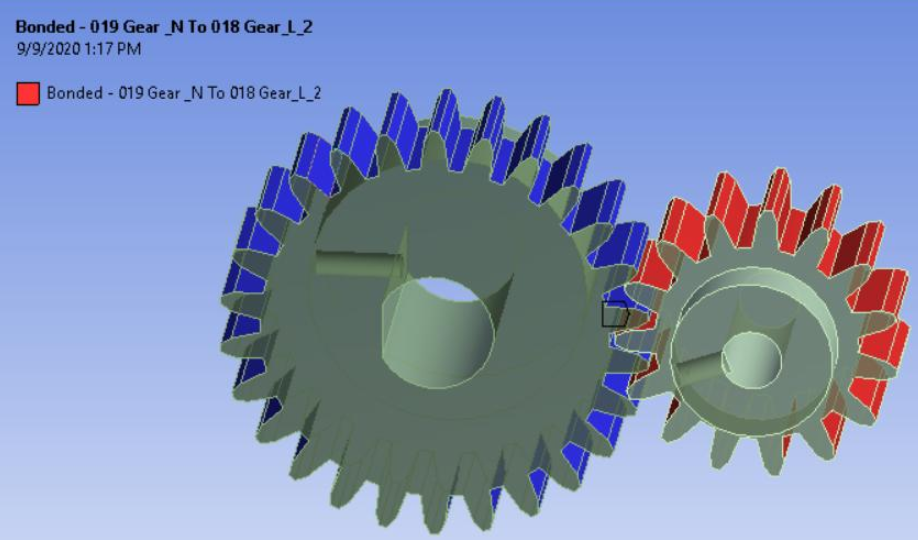 Bonded - 019 Gear _N To 018 Gear_L_2
9/9/2020 1:17 PM
Bonded - 019 Gear _N To 018 Gear_L_2